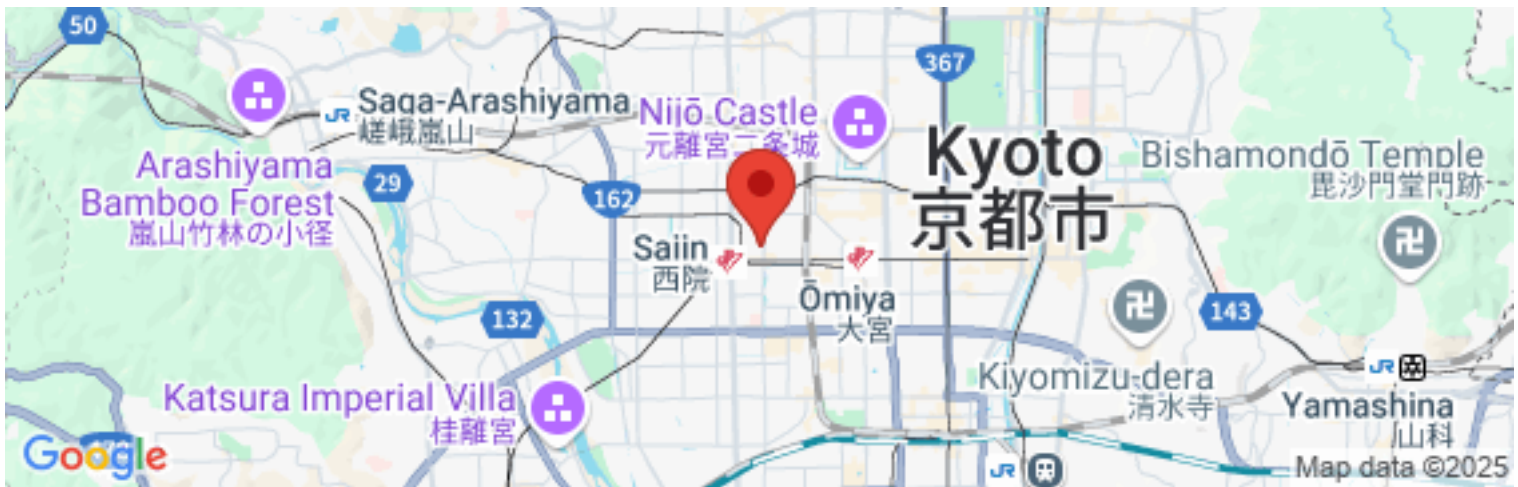 50
367
Saga-Arashiyama
嵯峨嵐山
Nijō Castle
元離宮二条城
Kyoto
京都市
Bishamondō Temple
毘沙門堂門跡
Arashiyama
Bamboo Forest
嵐山竹林の小径
29
162
Saiin
西院
Ōmiya
大宮
132
143
Katsura Imperial Villa
桂離宮
Kiyomizu-dera
清水寺
JR
Yamashina
山科
JR
JR
Google
Map data ©2025